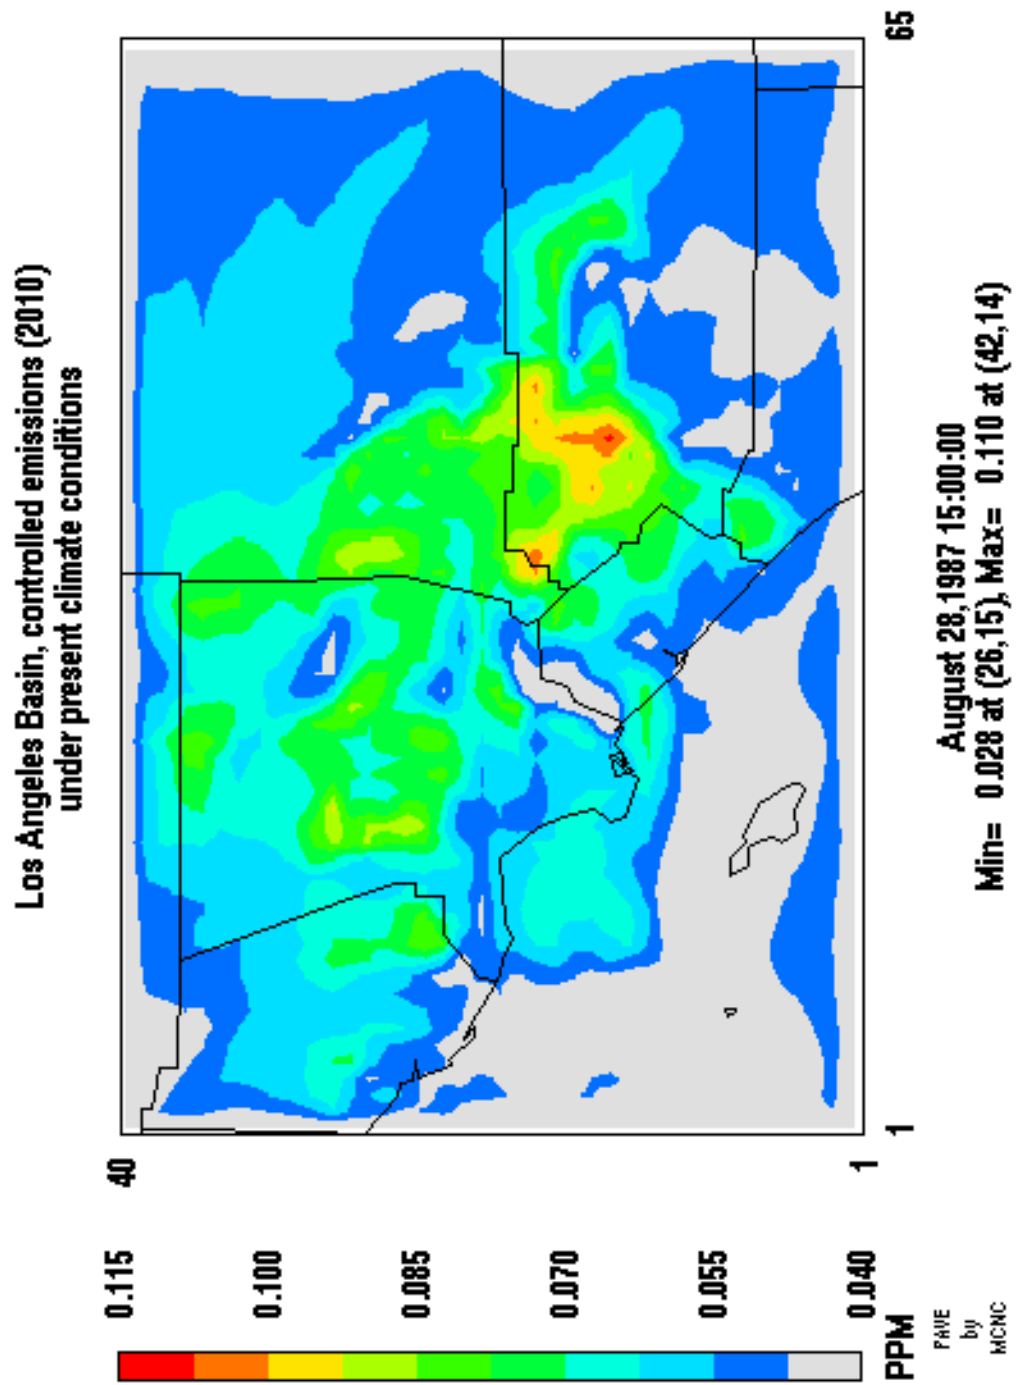 Los Angeles Basin, controlled emissions (2010)
under present climate conditions
0.115
0.100
0.085
0.070
0.055
0.040
PPM
PAVE
by
MCNC
40
1
1
65
August 28,1987 15:00:00
Min= 0.028 at (26,15), Max= 0.110 at (42,14)